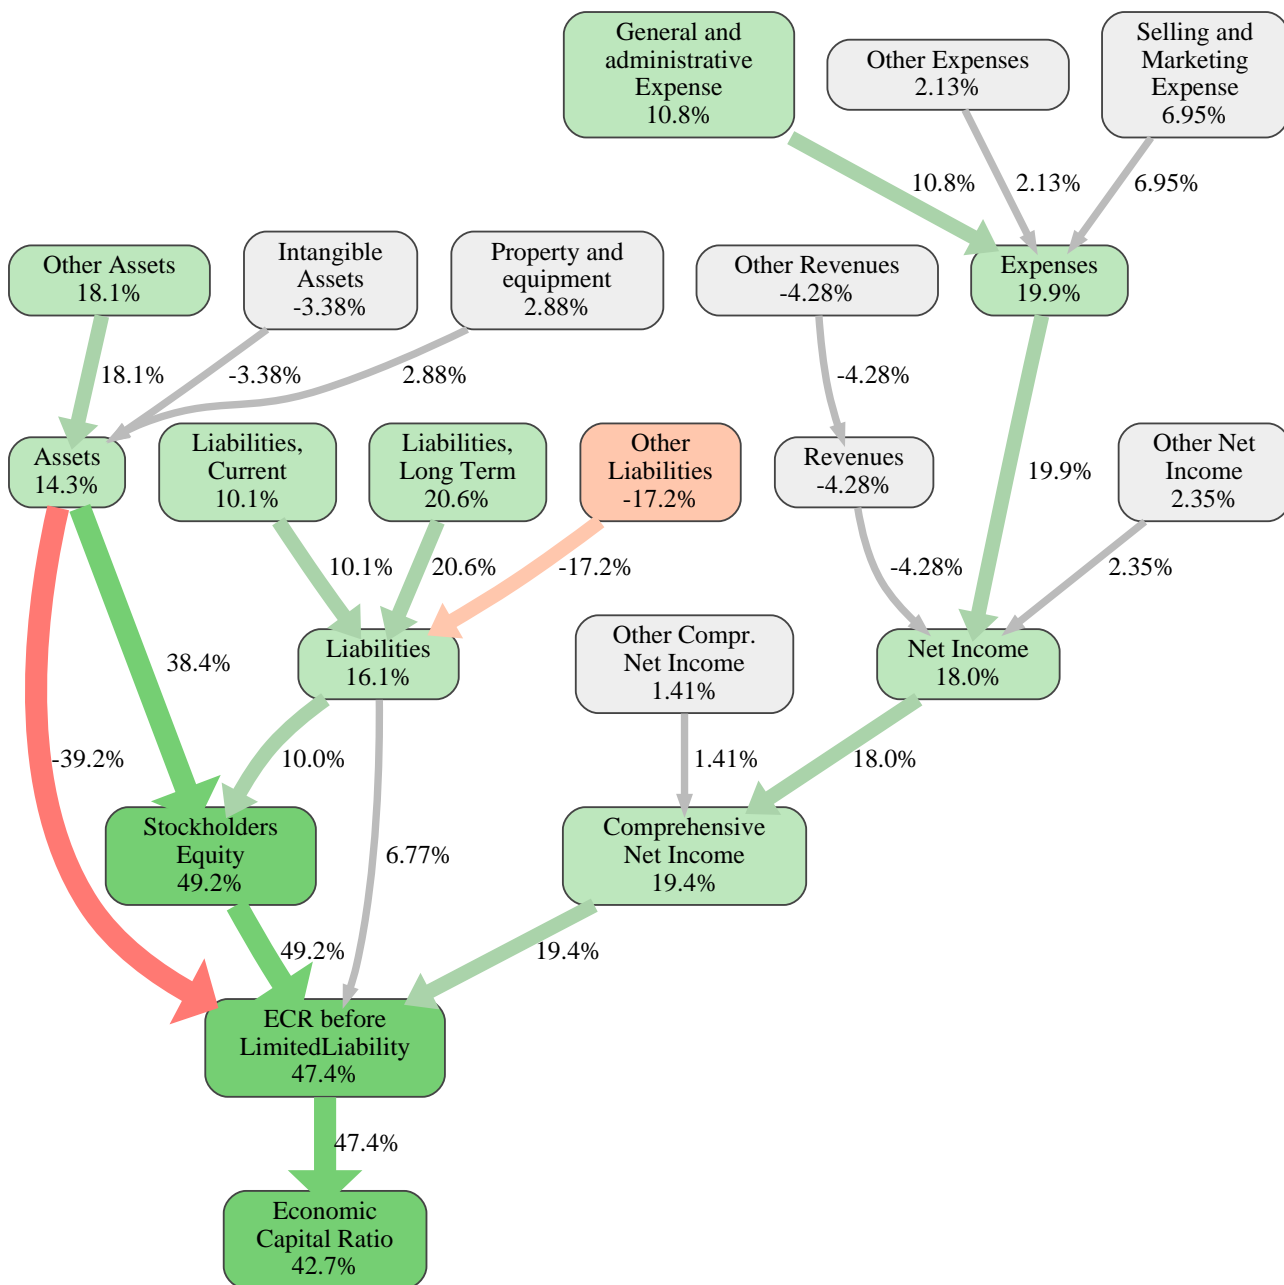 General and
administrative
Expense
10.8%
Other Expenses
2.13%
Selling and
Marketing
Expense
6.95%
10.8%
2.13%
6.95%
Other Assets
18.1%
Intangible
Assets
-3.38%
Property and
equipment
2.88%
Other Revenues
-4.28%
Expenses
19.9%
18.1%
-3.38%
2.88%
-4.28%
Assets
14.3%
Liabilities,
Current
10.1%
Liabilities,
Long Term
20.6%
Other
Liabilities
-17.2%
Revenues
-4.28%
19.9%
Other Net
Income
2.35%
10.1%
20.6%
-17.2%
-4.28%
2.35%
38.4%
Liabilities
16.1%
Other Compr.
Net Income
1.41%
Net Income
18.0%
-39.2%
10.0%
1.41%
18.0%
Stockholders
Equity
49.2%
6.77%
Comprehensive
Net Income
19.4%
49.2%
19.4%
ECR before
LimitedLiability
47.4%
47.4%
Economic
Capital Ratio
42.7%